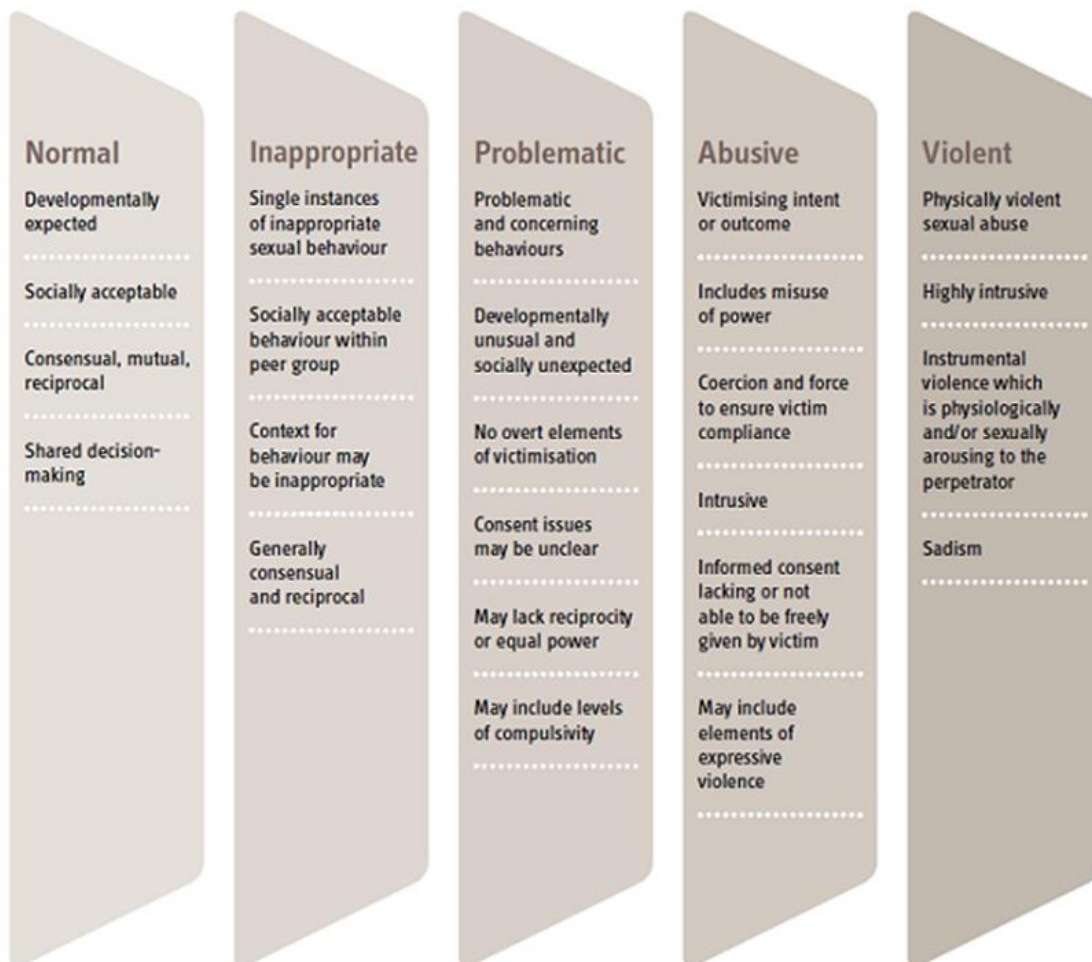 Normal
Developmentally
expected
Socially acceptable
Consensual, mutual,
reciprocal
Shared decision-
making
Inappropriate
Single instances
of inappropriate
sexual behaviour
Socially acceptable
behaviour within
peer group
Context for
behaviour may
be inappropriate
Generally
consensual
and reciprocal
Problematic
Problematic
and concerning
behaviours
Developmentally
unusual and
socially unexpected
No overt elements
of victimisation
Consent issues
may be unclear
May lack reciprocity
or equal power
May include levels
of compulsivity
Abusive
Victimising intent
or outcome
Includes misuse
of power
Coercion and force
to ensure victim
compliance
Intrusive
Informed consent
lacking or not
able to be freely
given by victim
May include
elements of
expressive
violence
Violent
Physically violent
sexual abuse
Highly intrusive
Instrumental
violence which
is physiologically
and/or sexually
arousing to the
perpetrator
Sadism